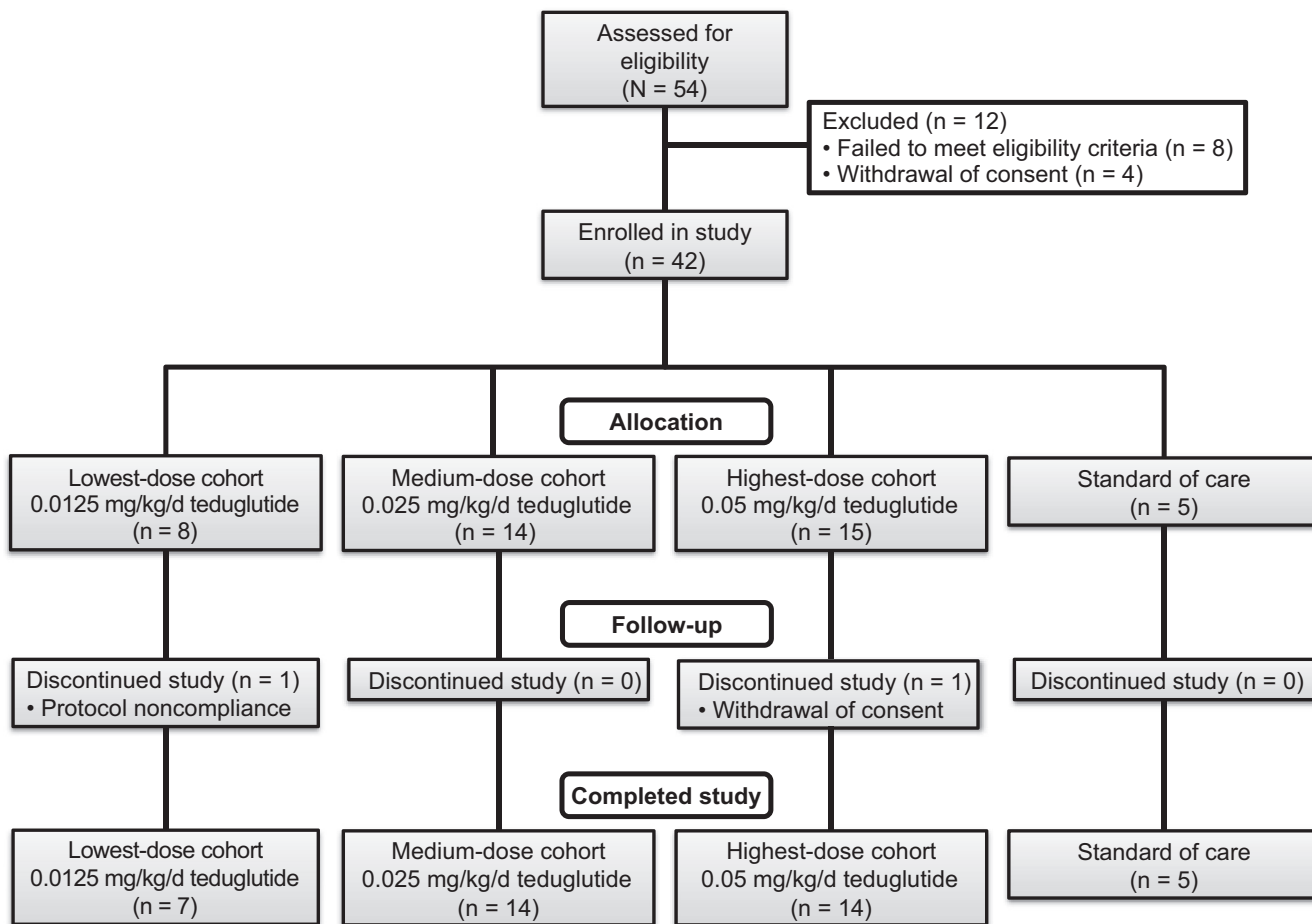 Assessed for
eligibility
(N = 54)
Excluded (n = 12)
• Failed to meet eligibility criteria (n = 8)
• Withdrawal of consent (n = 4)
Enrolled in study
(n = 42)
Allocation
Lowest-dose cohort
0.0125 mg/kg/d teduglutide
(n = 8)
Medium-dose cohort
0.025 mg/kg/d teduglutide
(n = 14)
Highest-dose cohort
0.05 mg/kg/d teduglutide
(n = 15)
Standard of care
(n = 5)
Follow-up
Discontinued study (n = 1)
• Protocol noncompliance
Discontinued study (n = 0)
Discontinued study (n = 1)
• Withdrawal of consent
Discontinued study (n = 0)
Completed study
Lowest-dose cohort
0.0125 mg/kg/d teduglutide
(n = 7)
Medium-dose cohort
0.025 mg/kg/d teduglutide
(n = 14)
Highest-dose cohort
0.05 mg/kg/d teduglutide
(n = 14)
Standard of care
(n = 5)